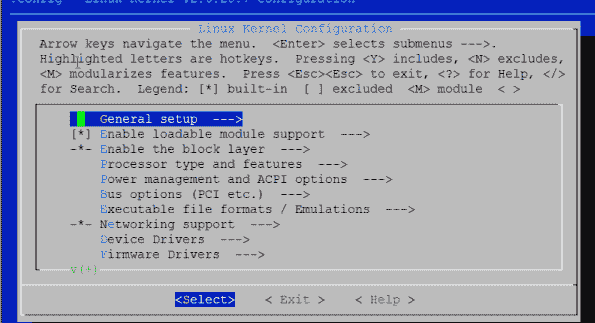 Linux Kernel Configuration
Arrow keys navigate the menu.  <Enter> selects submenus --->.
Highlighted letters are hotkeys.  Pressing <Y> includes, <N> excludes,
<M> modularizes features.  Press <Esc><Esc> to exit, <?> for Help, </>
for Search.  Legend: [*] built-in  [ ] excluded  <M> module  < >
General setup  --->
[*] Enable loadable module support  --->
-*- Enable the block layer  --->
Processor type and features  --->
Power management and ACPI options  --->
Bus options (PCI etc.)  --->
Executable file formats / Emulations  --->
-*- Networking support  --->
Device Drivers  --->
Firmware Drivers  --->
v(+)
<Select>    < Exit >    < Help >